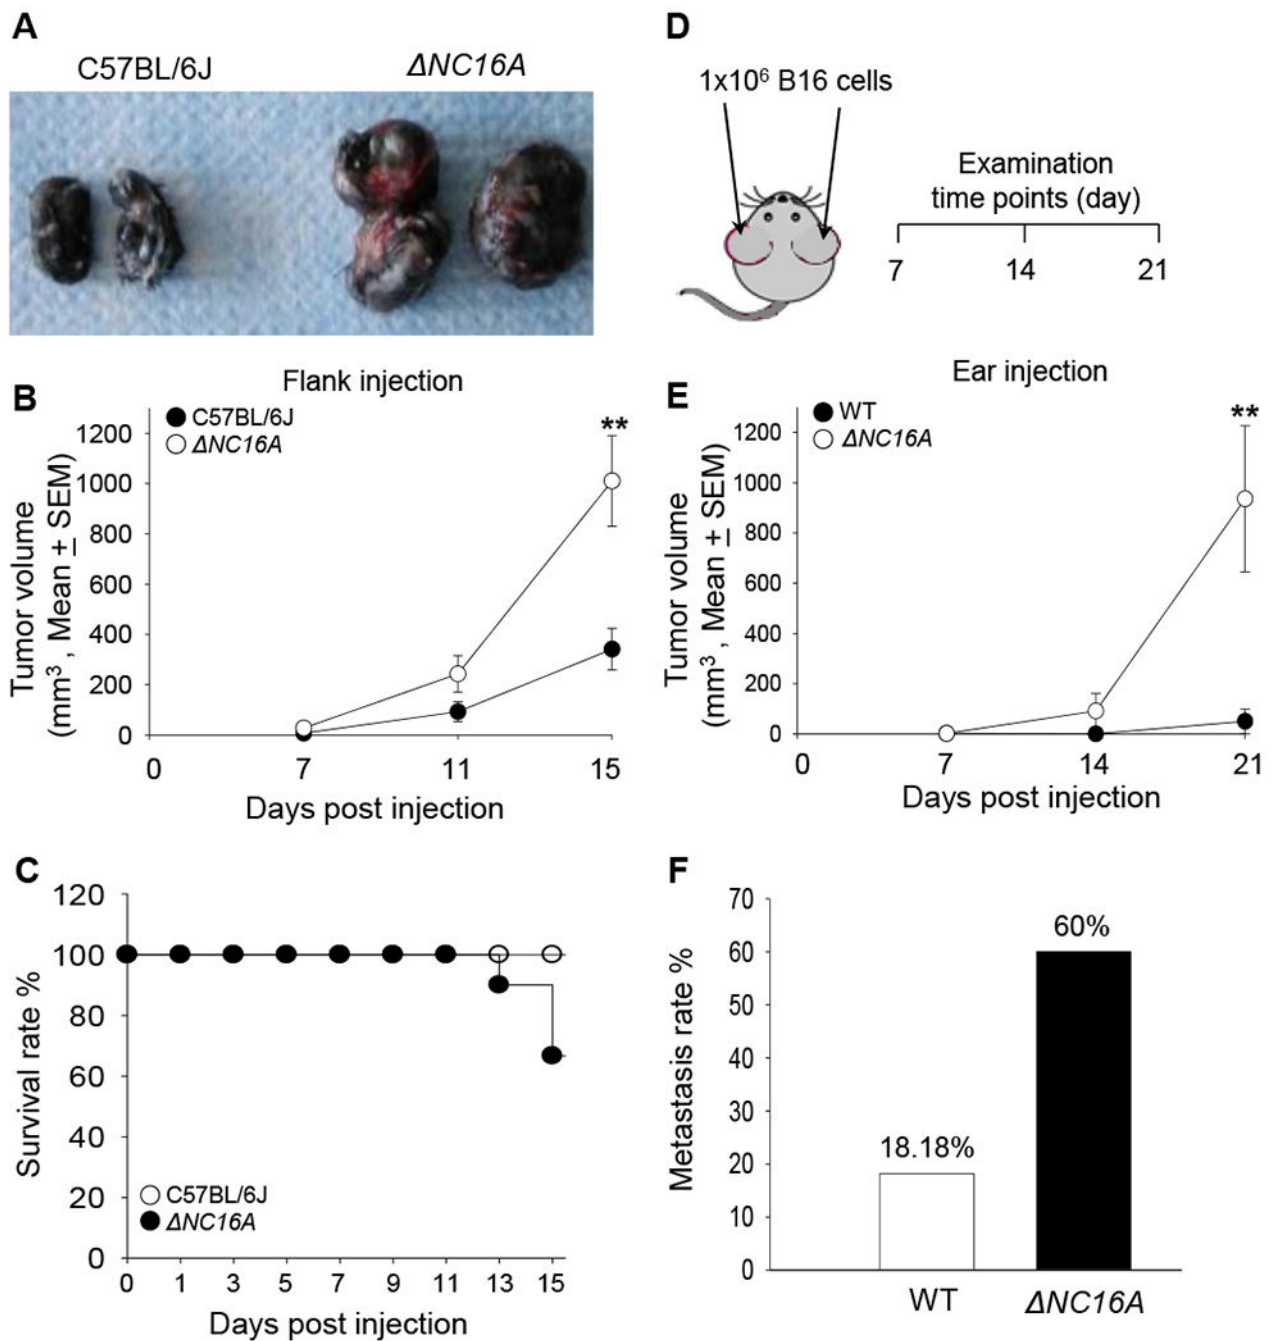 A
C57BL/6J
ΔNC16A
D
1x10⁶ B16 cells
Examination
time points (day)
7
14
21
B
Flank injection
C57BL/6J
ΔNC16A
**
Tumor volume
(mm³ , Mean ± SEM)
1200
1000
800
600
400
200
0
0
7
11
15
Days post injection
E
Ear injection
WT
ΔNC16A
**
Tumor volume
(mm³ , Mean ± SEM)
1200
1000
800
600
400
200
0
0
7
14
21
Days post injection
C
Survival rate %
120
100
80
60
40
20
0
C57BL/6J
ΔNC16A
0
1
3
5
7
9
11
13
15
Days post injection
F
Metastasis rate %
70
60
50
40
30
20
10
0
18.18%
60%
WT
ΔNC16A